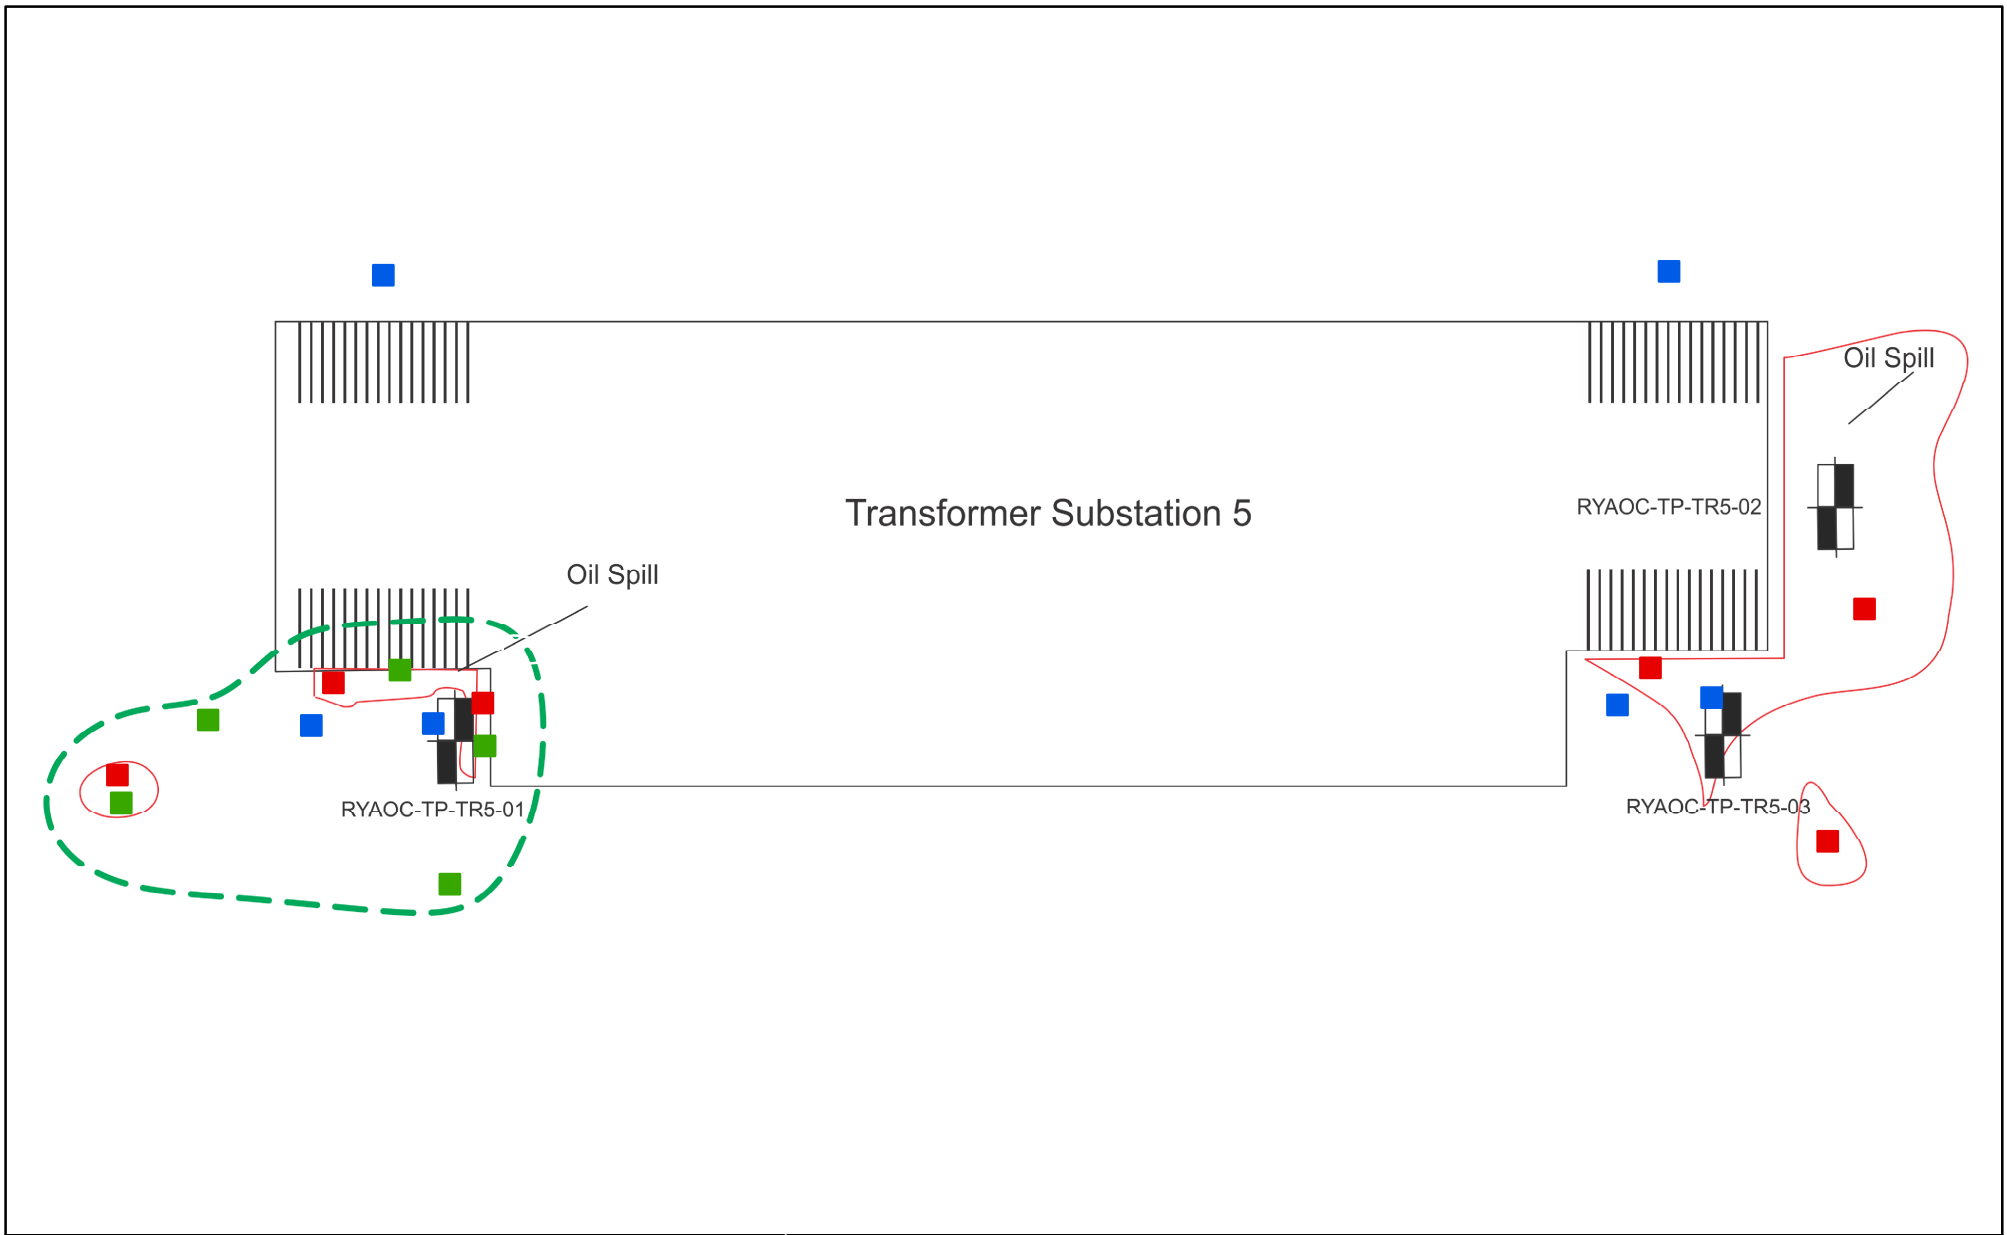 Oil Spill
Transformer Substation 5
RYAOC-TP-TR5-02
Oil Spill
RYAOC-TP-TR5-01
RYAOC-TP-TR5-03